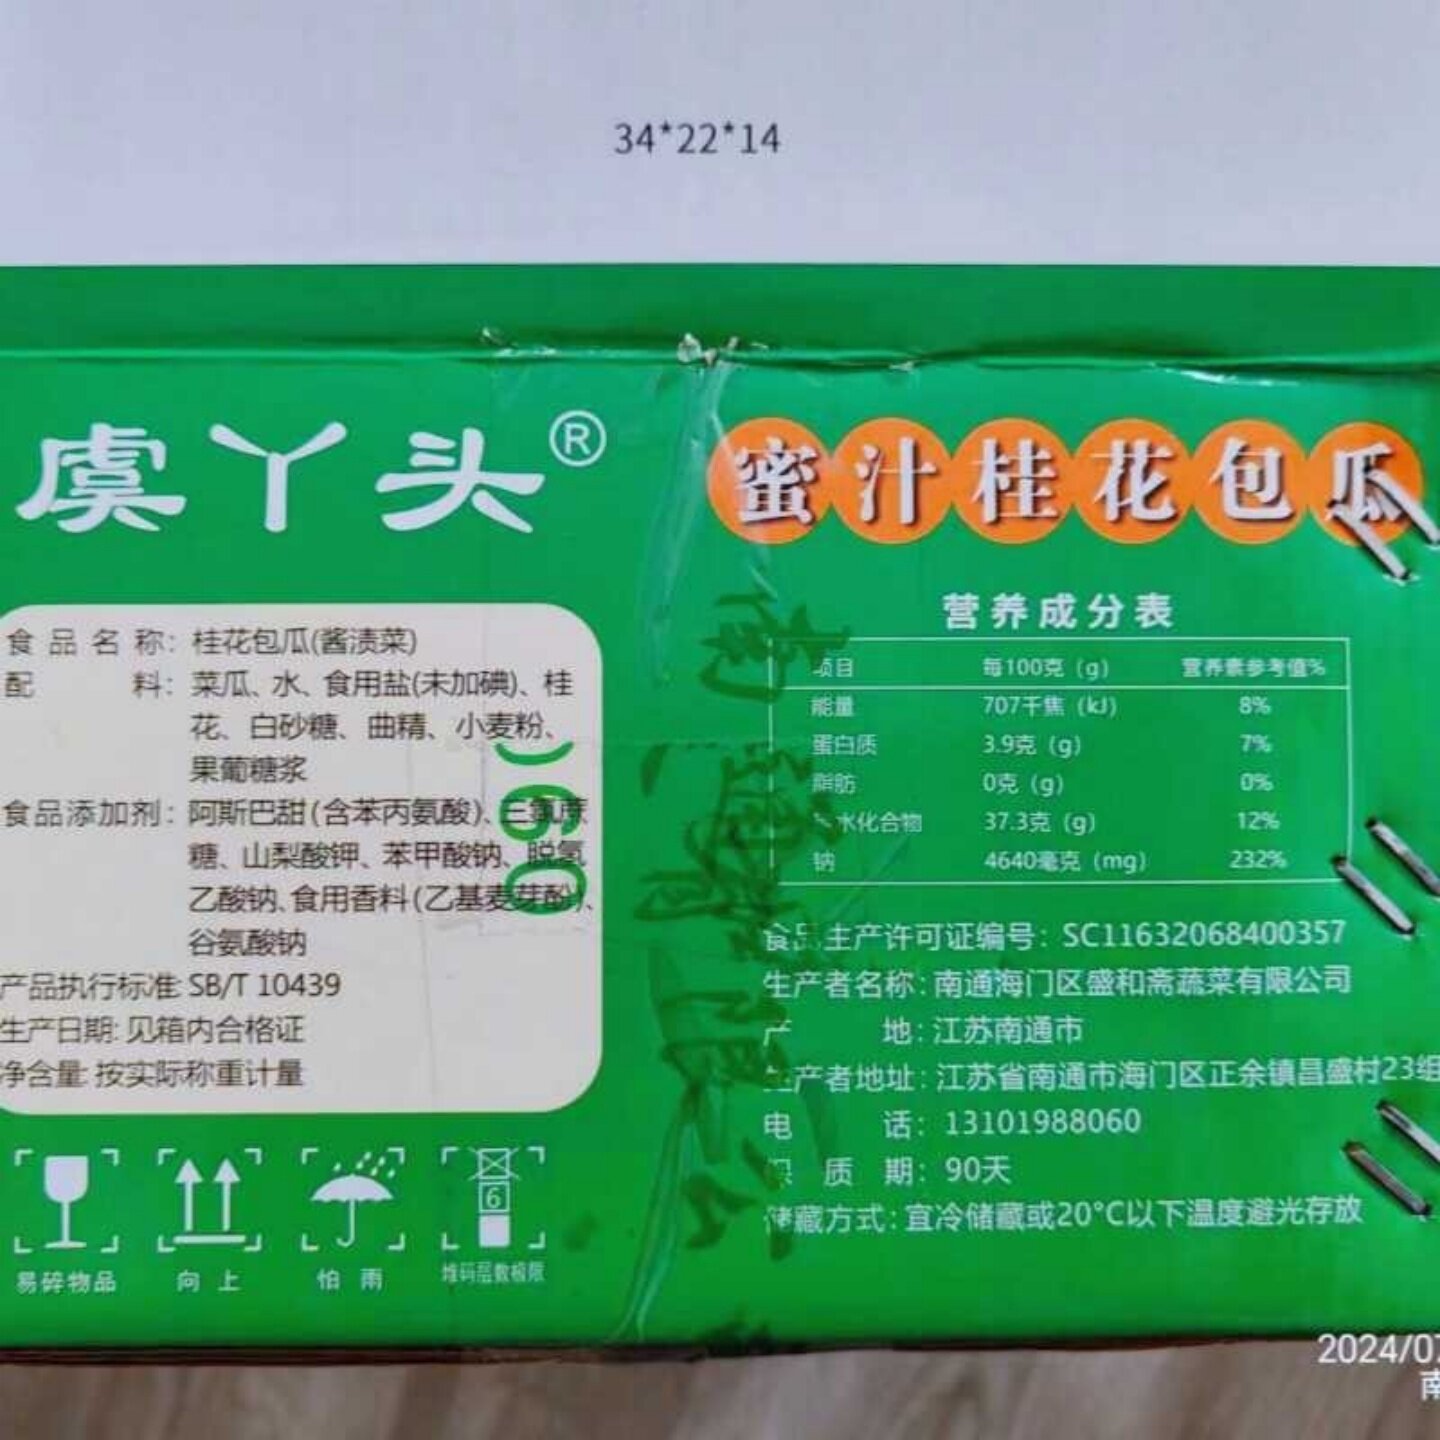 34*22*14
虞丫头®
蜜汁桂花包瓜
食品名称：桂花包瓜(酱渍菜)
配料：菜瓜、水、食用盐(未加碘)、桂
花、白砂糖、曲精、小麦粉、
果葡糖浆
食品添加剂：阿斯巴甜(含苯丙氨酸)、三氯蔗
糖、山梨酸钾、苯甲酸钠、脱氢
乙酸钠、食用香料(乙基麦芽酚)、
谷氨酸钠
产品执行标准:SB/T 10439
生产日期:见箱内合格证
净含量:按实际称重计量
易碎物品
向上
怕雨
6
堆码层数极限
营养成分表
项目 每100克（g） 营养素参考值%
能量 707千焦（kJ） 8%
蛋白质 3.9克（g） 7%
脂肪 0克（g） 0%
水化合物 37.3克（g） 12%
钠 4640毫克（mg） 232%
食品生产许可证编号：SC11632068400357
生产者名称：南通海门区盛和斋蔬菜有限公司
产地：江苏南通市
生产者地址：江苏省南通市海门区正余镇昌盛村23组
电话：13101988060
质期：90天
储藏方式：宜冷储藏或20°C以下温度避光存放
2024/07
南